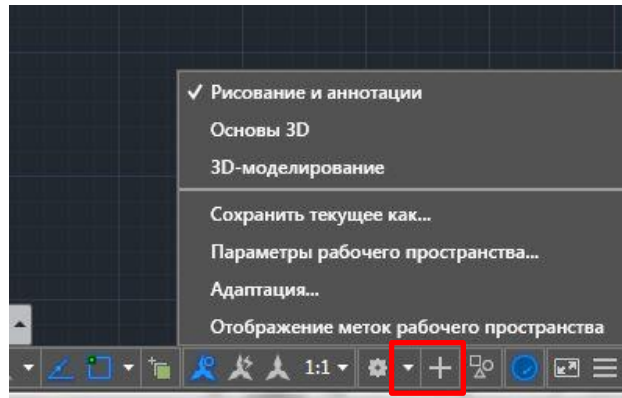 ✓ Рисование и аннотации
Основы 3D
3D-моделирование
Сохранить текущее как...
Параметры рабочего пространства...
Адаптация...
Отображение меток рабочего пространства
1:1